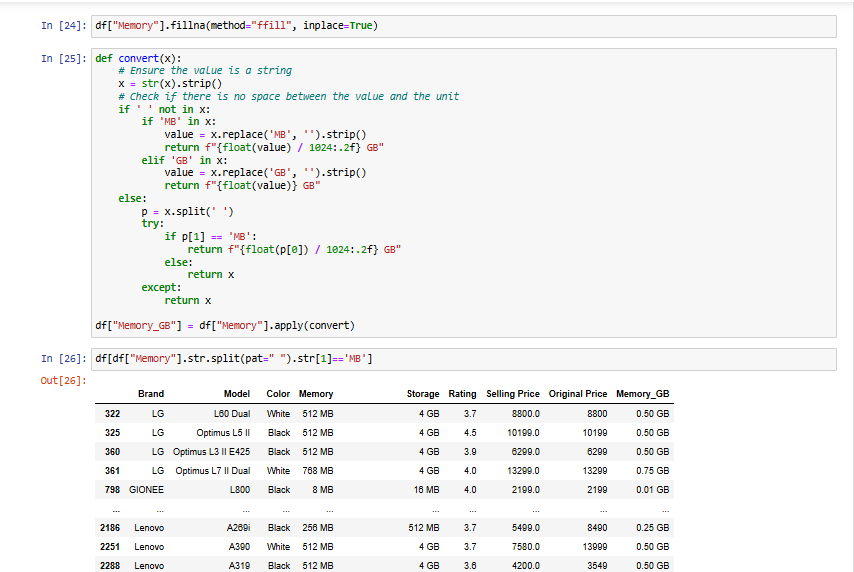 In [24]: df["Memory"].fillna(method="ffill", inplace=True)
In [25]: def convert(x):
# Ensure the value is a string
x = str(x).strip()
# Check if there is no space between the value and the unit
if ' ' not in x:
if 'MB' in x:
value = x.replace('MB', '').strip()
return f"{float(value) / 1024:.2f} GB"
elif 'GB' in x:
value = x.replace('GB', '').strip()
return f"{float(value)} GB"
else:
p = x.split(' ')
try:
if p[1] == 'MB':
return f"{float(p[0]) / 1024:.2f} GB"
else:
return x
except:
return x
df["Memory_GB"] = df["Memory"].apply(convert)
In [26]: df[df["Memory"].str.split(pat=" ").str[1]=='MB']
Out[26]:
Brand Model Color Memory Storage Rating Selling Price Original Price Memory_GB
322 LG L60 Dual White 512 MB 4 GB 3.7 8800.0 8800 0.50 GB
325 LG Optimus L5 II Black 512 MB 4 GB 4.5 10199.0 10199 0.50 GB
360 LG Optimus L3 II E425 Black 512 MB 4 GB 3.9 6299.0 6299 0.50 GB
361 LG Optimus L7 II Dual White 768 MB 4 GB 4.0 13299.0 13299 0.75 GB
798 GIONEE L800 Black 8 MB 16 MB 4.0 2199.0 2199 0.01 GB
... ... ... ... ... ... ... ... ... ...
2186 Lenovo A269i Black 256 MB 512 MB 3.7 5499.0 8490 0.25 GB
2251 Lenovo A390 White 512 MB 4 GB 3.7 7580.0 13999 0.50 GB
2288 Lenovo A319 Black 512 MB 4 GB 3.6 4200.0 3549 0.50 GB